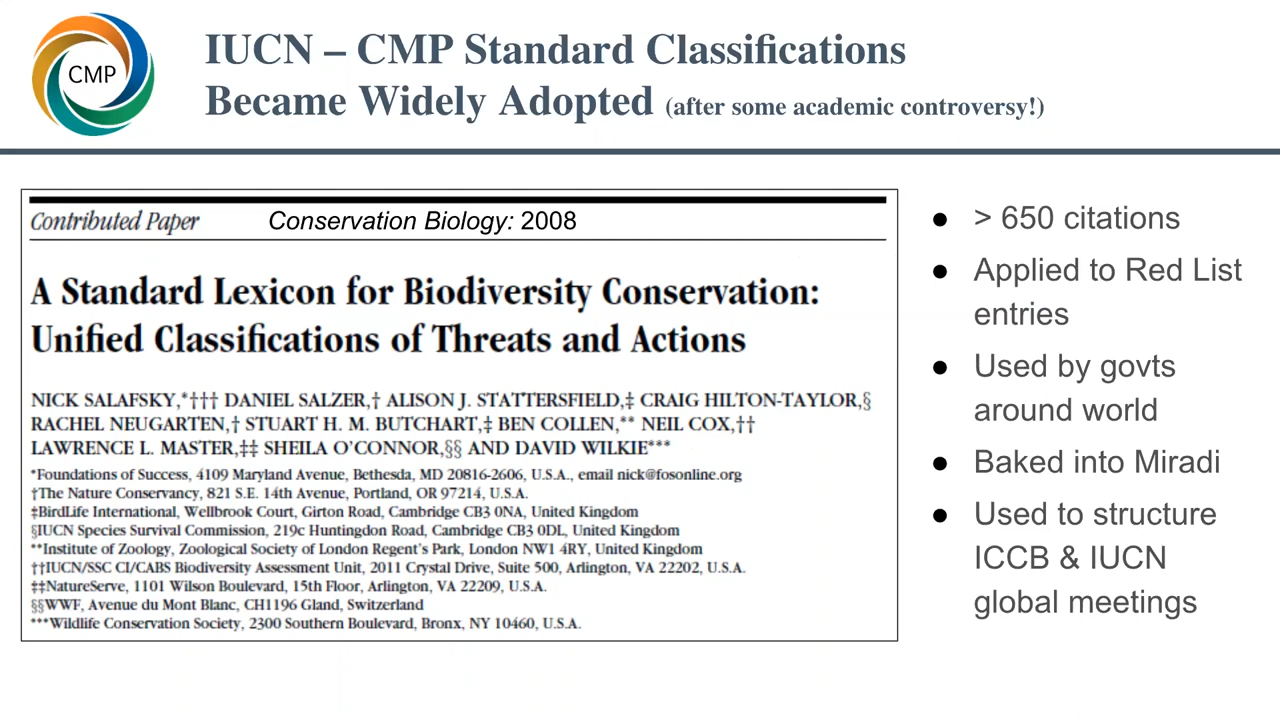 CMP
IUCN – CMP Standard Classifications
Became Widely Adopted (after some academic controversy!)
Contributed Paper Conservation Biology: 2008
A Standard Lexicon for Biodiversity Conservation:
Unified Classifications of Threats and Actions
NICK SALAFSKY,*††† DANIEL SALZER,† ALISON J. STATTERSFIELD,‡ CRAIG HILTON-TAYLOR,§
RACHEL NEUGARTEN,† STUART H. M. BUTCHART,‡ BEN COLLEN,** NEIL COX,††
LAWRENCE L. MASTER,‡‡ SHEILA O'CONNOR,§§ AND DAVID WILKIE***
*Foundations of Success, 4109 Maryland Avenue, Bethesda, MD 20816-2606, U.S.A., email nick@fosonline.org
†The Nature Conservancy, 821 S.E. 14th Avenue, Portland, OR 97214, U.S.A.
‡BirdLife International, Wellbrook Court, Girton Road, Cambridge CB3 0NA, United Kingdom
§IUCN Species Survival Commission, 219c Huntingdon Road, Cambridge CB3 0DL, United Kingdom
**Institute of Zoology, Zoological Society of London Regent's Park, London NW1 4RY, United Kingdom
††IUCN/SSC CI/CABS Biodiversity Assessment Unit, 2011 Crystal Drive, Suite 500, Arlington, VA 22202, U.S.A.
‡‡NatureServe, 1101 Wilson Boulevard, 15th Floor, Arlington, VA 22209, U.S.A.
§§WWF, Avenue du Mont Blanc, CH1196 Gland, Switzerland
***Wildlife Conservation Society, 2300 Southern Boulevard, Bronx, NY 10460, U.S.A.
● > 650 citations
● Applied to Red List
entries
● Used by govts
around world
● Baked into Miradi
● Used to structure
ICCB & IUCN
global meetings